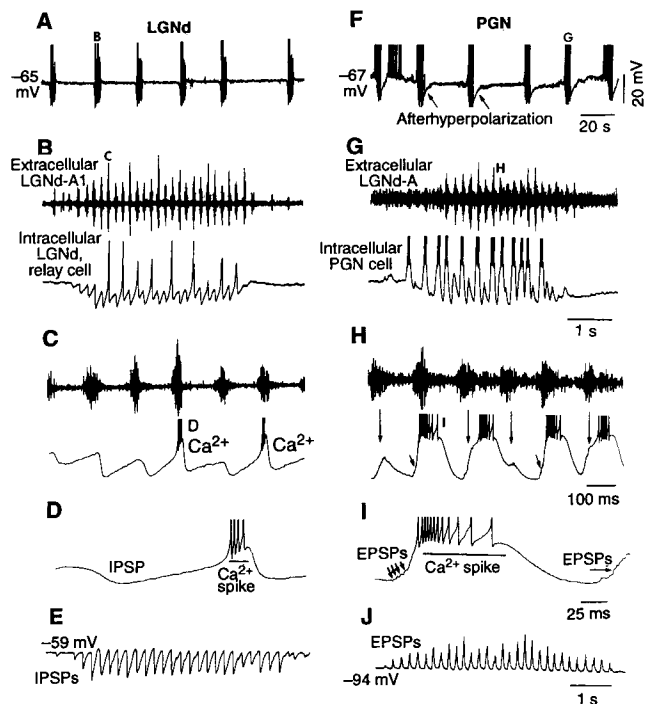 A
LGNd
B
–65
mV
F
PGN
G
–67
mV
Afterhyperpolarization
20 mV
20 s
B
Extracellular
LGNd-A1
C
Intracellular
LGNd,
relay cell
G
Extracellular
LGNd-A
H
Intracellular
PGN cell
1 s
C
D
Ca2+
Ca2+
H
I
100 ms
D
IPSP
Ca2+
spike
I
EPSPs
Ca2+ spike
EPSPs
25 ms
E
–59 mV
IPSPs
J
EPSPs
–94 mV
1 s